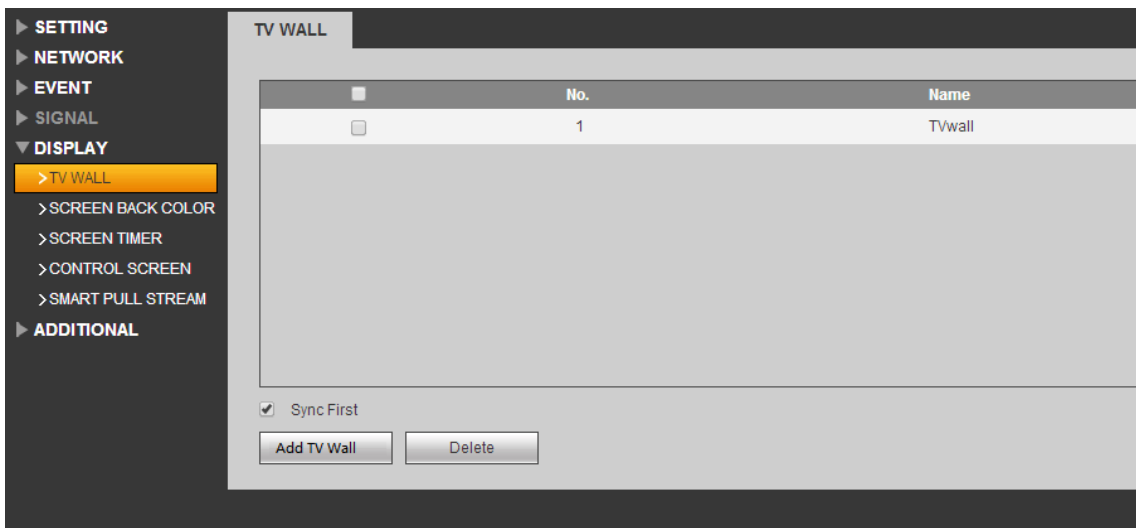 SETTING
NETWORK
EVENT
SIGNAL
DISPLAY
>TV WALL
>SCREEN BACK COLOR
>SCREEN TIMER
>CONTROL SCREEN
>SMART PULL STREAM
ADDITIONAL
TV WALL
No. Name
1 TVwall
Sync First
Add TV Wall Delete